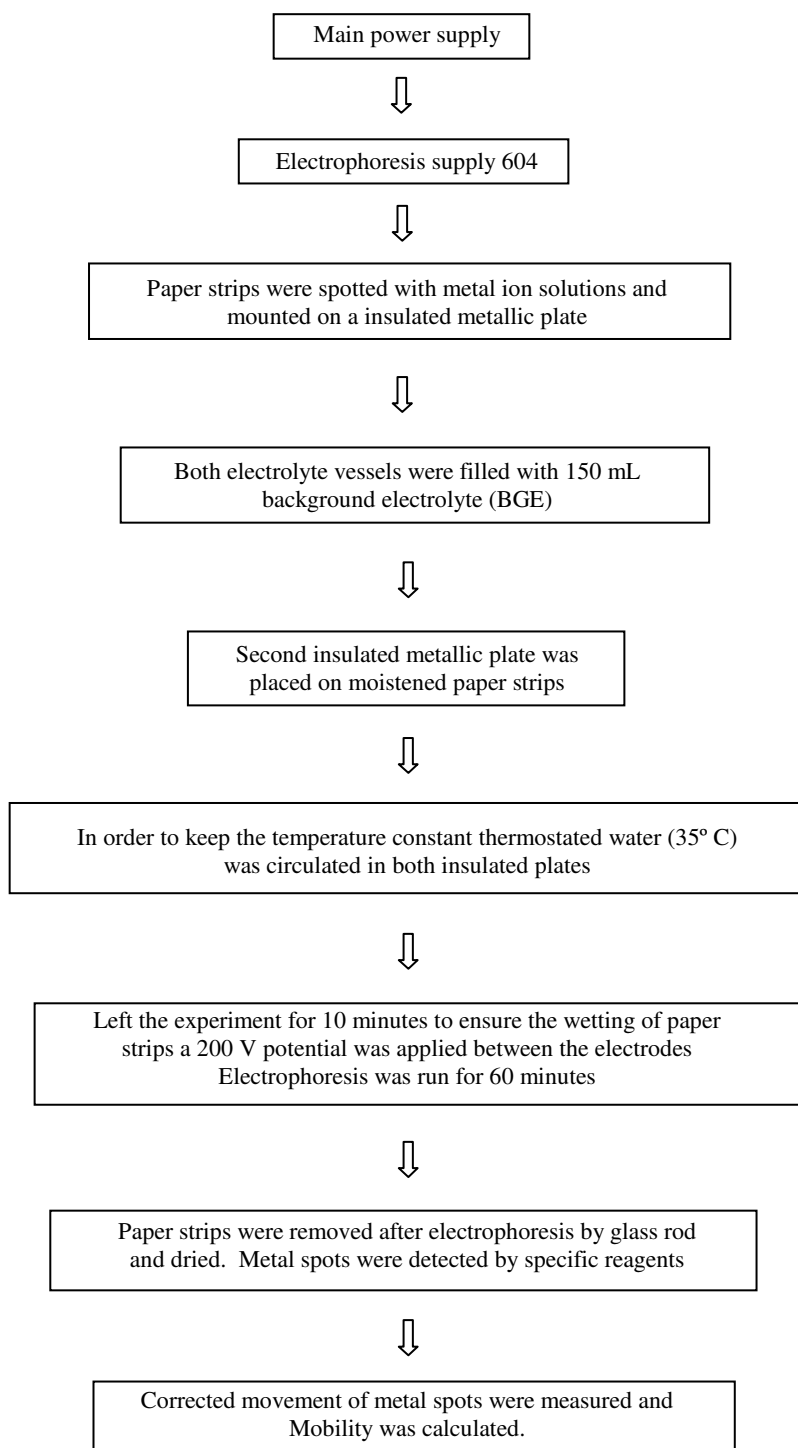 Main power supply
Electrophoresis supply 604
Paper strips were spotted with metal ion solutions and
mounted on a insulated metallic plate
Both electrolyte vessels were filled with 150 mL
background electrolyte (BGE)
Second insulated metallic plate was
placed on moistened paper strips
In order to keep the temperature constant thermostated water (35º C)
was circulated in both insulated plates
Left the experiment for 10 minutes to ensure the wetting of paper
strips a 200 V potential was applied between the electrodes
Electrophoresis was run for 60 minutes
Paper strips were removed after electrophoresis by glass rod
and dried. Metal spots were detected by specific reagents
Corrected movement of metal spots were measured and
Mobility was calculated.